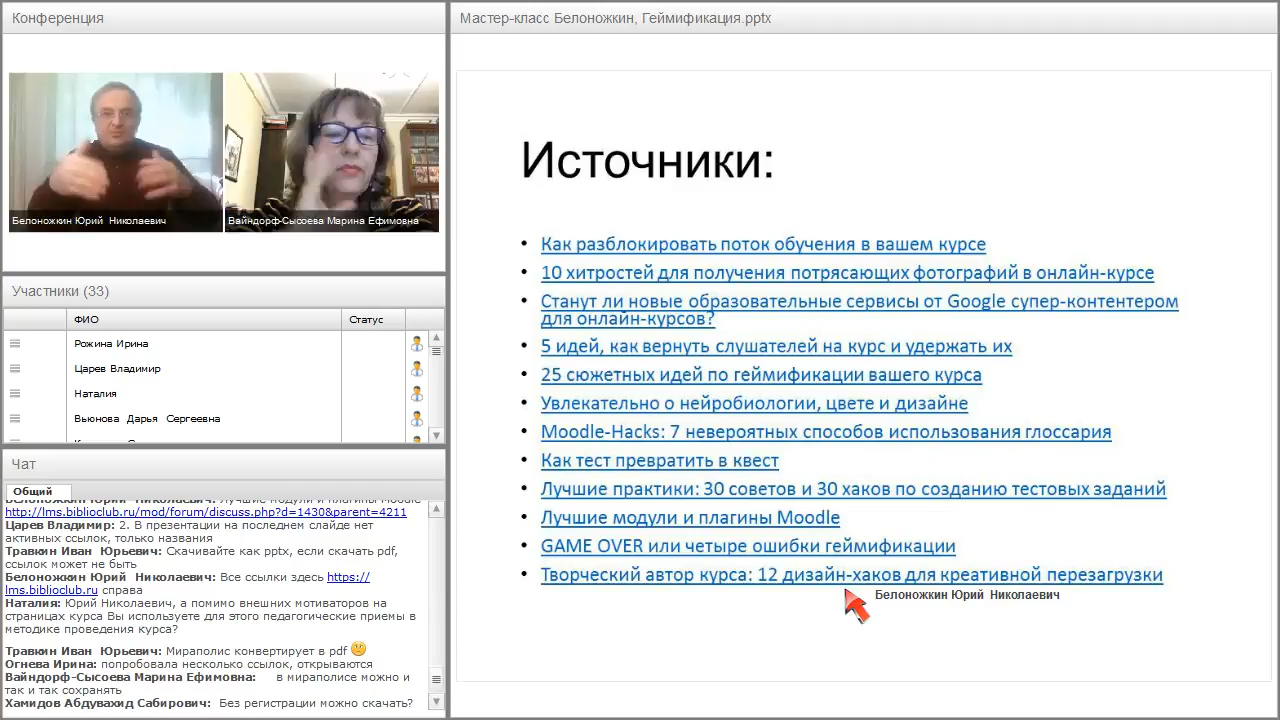 Конференция
Белоножкин Юрий Николаевич
Вайндорф-Сысоева Марина Ефимовна
Участники (33)
ФИО
Статус
Рожина Ирина
Царев Владимир
Наталия
Вьюнова Дарья Сергеевна
Чат
Общий
Белоножкин Юрий Николаевич: Лучшие модули и плагины Moodle
http://lms.biblioclub.ru/mod/forum/discuss.php?d=1430&parent=4211
Царев Владимир: 2. В презентации на последнем слайде нет
активных ссылок, только названия
Травкин Иван Юрьевич: Скачивайте как pptx, если скачать pdf,
ссылок может не быть
Белоножкин Юрий Николаевич: Все ссылки здесь https://
lms.biblioclub.ru справа
Наталия: Юрий Николаевич, а помимо внешних мотиваторов на
страницах курса Вы используете для этого педагогические приемы в
методике проведения курса?
Травкин Иван Юрьевич: Мираполис конвертирует в pdf
Огнева Ирина: попробовала несколько ссылок, открываются
Вайндорф-Сысоева Марина Ефимовна: в мираполисе можно и
так и так сохранять
Хамидов Абдувахид Сабирович: Без регистрации можно скачать?
Мастер-класс Белоножкин, Геймификация.pptx
Источники:
• Как разблокировать поток обучения в вашем курсе
• 10 хитростей для получения потрясающих фотографий в онлайн-курсе
• Станут ли новые образовательные сервисы от Google супер-контентером
для онлайн-курсов?
• 5 идей, как вернуть слушателей на курс и удержать их
• 25 сюжетных идей по геймификации вашего курса
• Увлекательно о нейробиологии, цвете и дизайне
• Moodle-Hacks: 7 невероятных способов использования глоссария
• Как тест превратить в квест
• Лучшие практики: 30 советов и 30 хаков по созданию тестовых заданий
• Лучшие модули и плагины Moodle
• GAME OVER или четыре ошибки геймификации
• Творческий автор курса: 12 дизайн-хаков для креативной перезагрузки
Белоножкин Юрий Николаевич